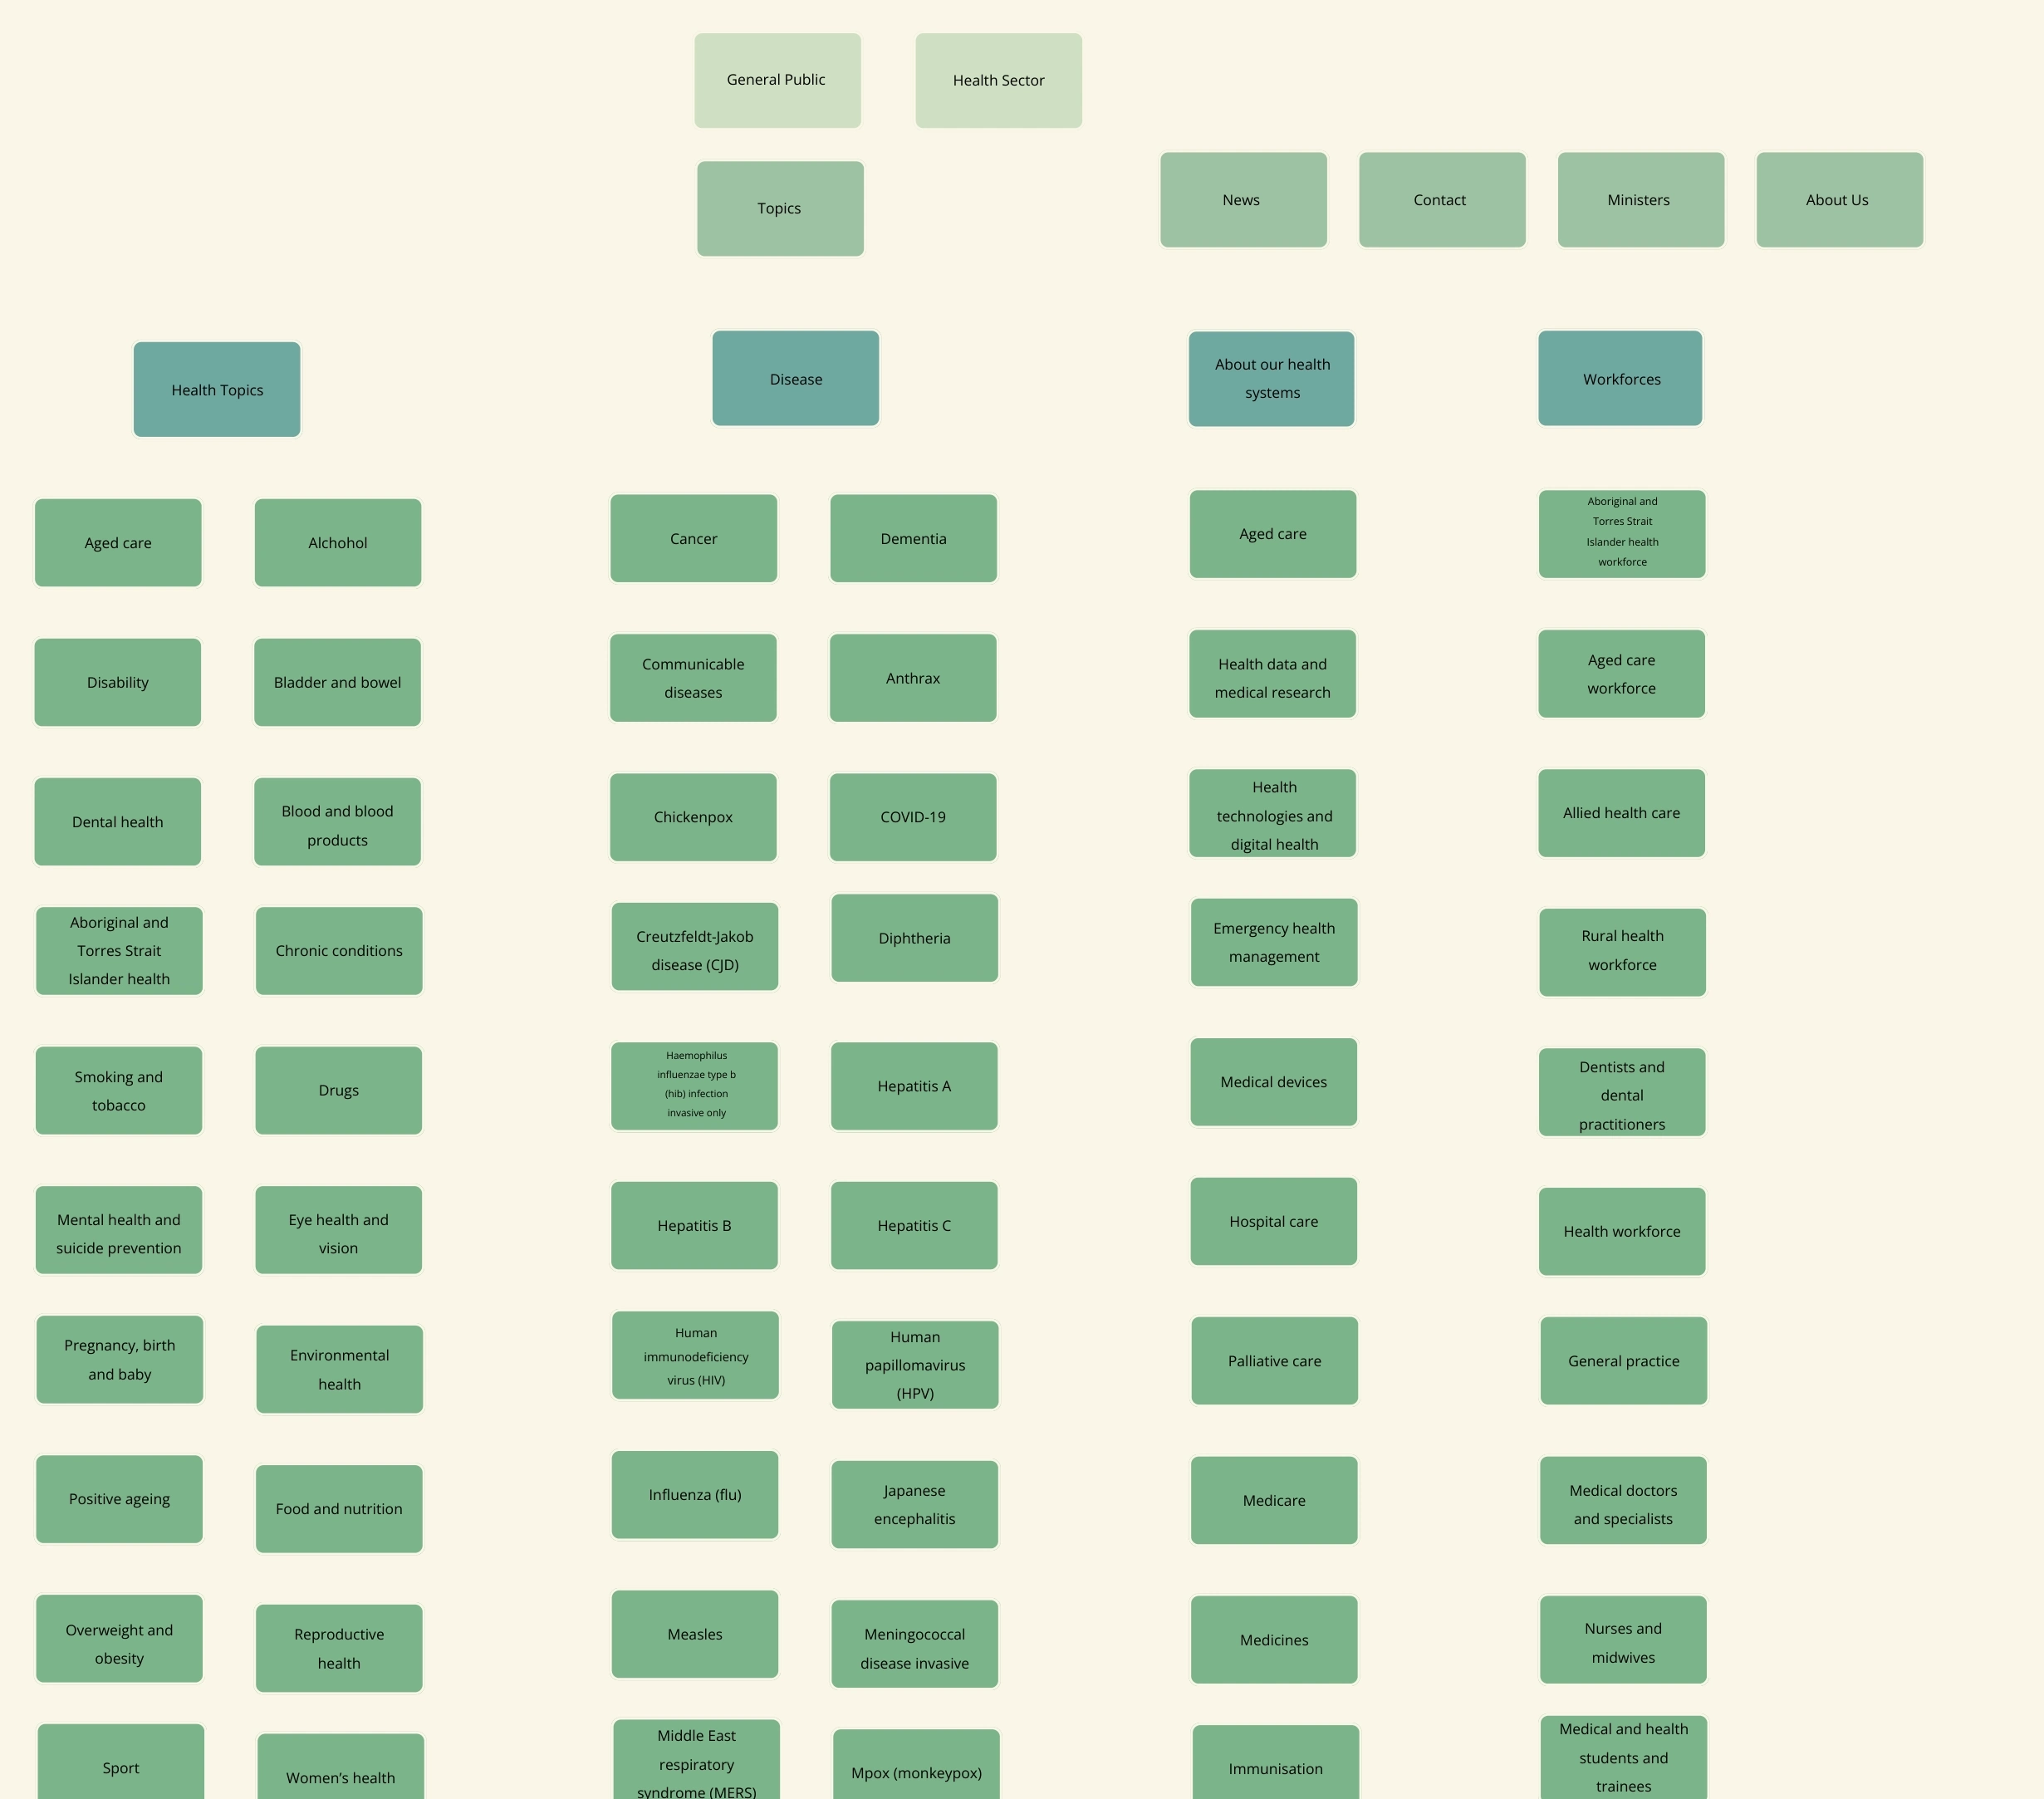 General Public
Health Sector
Topics
News
Contact
Ministers
About Us
Health Topics
Disease
About our health
systems
Workforces
Aged care
Alchohol
Cancer
Dementia
Aged care
Aboriginal and
Torres Strait
Islander health
workforce
Disability
Bladder and bowel
Communicable
diseases
Anthrax
Health data and
medical research
Aged care
workforce
Dental health
Blood and blood
products
Chickenpox
COVID-19
Health
technologies and
digital health
Allied health care
Aboriginal and
Torres Strait
Islander health
Chronic conditions
Creutzfeldt-Jakob
disease (CJD)
Diphtheria
Emergency health
management
Rural health
workforce
Smoking and
tobacco
Drugs
Haemophilus
influenzae type b
(hib) infection
invasive only
Hepatitis A
Medical devices
Dentists and
dental
practitioners
Mental health and
suicide prevention
Eye health and
vision
Hepatitis B
Hepatitis C
Hospital care
Health workforce
Pregnancy, birth
and baby
Environmental
health
Human
immunodeficiency
virus (HIV)
Human
papillomavirus
(HPV)
Palliative care
General practice
Positive ageing
Food and nutrition
Influenza (flu)
Japanese
encephalitis
Medicare
Medical doctors
and specialists
Overweight and
obesity
Reproductive
health
Measles
Meningococcal
disease invasive
Medicines
Nurses and
midwives
Sport
Women’s health
Middle East
respiratory
syndrome (MERS)
Mpox (monkeypox)
Immunisation
Medical and health
students and
trainees